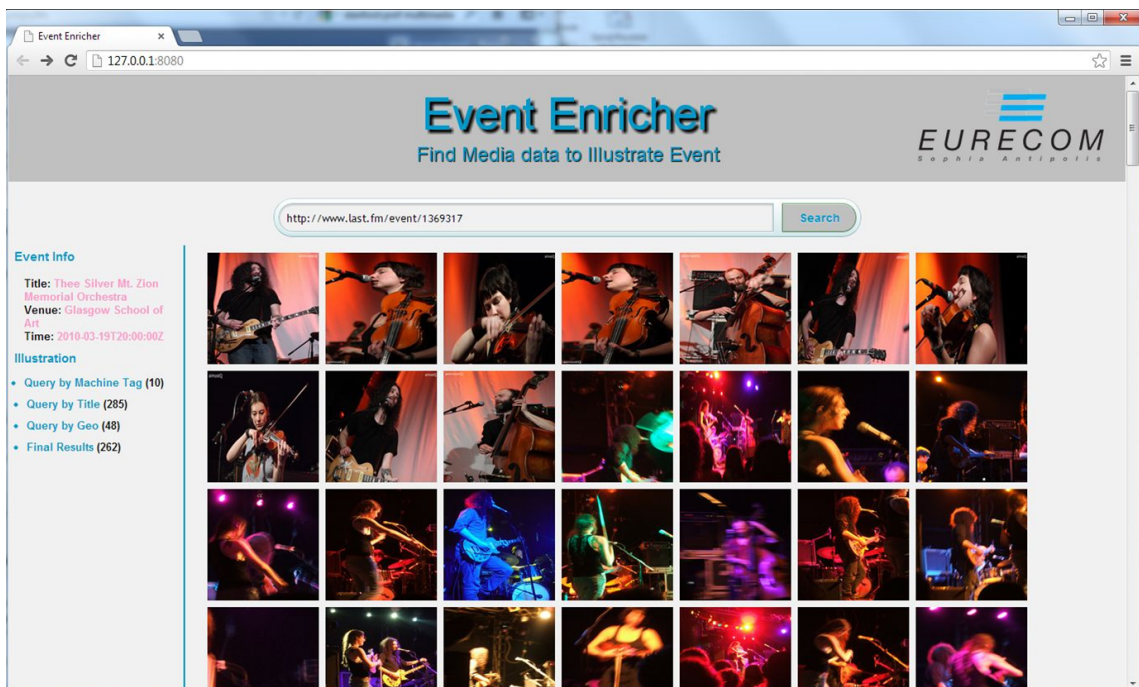 Event Enricher
127.0.0.1:8080
Event Enricher
Find Media data to Illustrate Event
EURECOM
Sophia Antipolis
http://www.last.fm/event/1369317
Search
Event Info
Title: Thee Silver Mt. Zion
Memorial Orchestra
Venue: Glasgow School of
Art
Time: 2010-03-19T20:00:00Z
Illustration
Query by Machine Tag (10)
Query by Title (285)
Query by Geo (48)
Final Results (262)